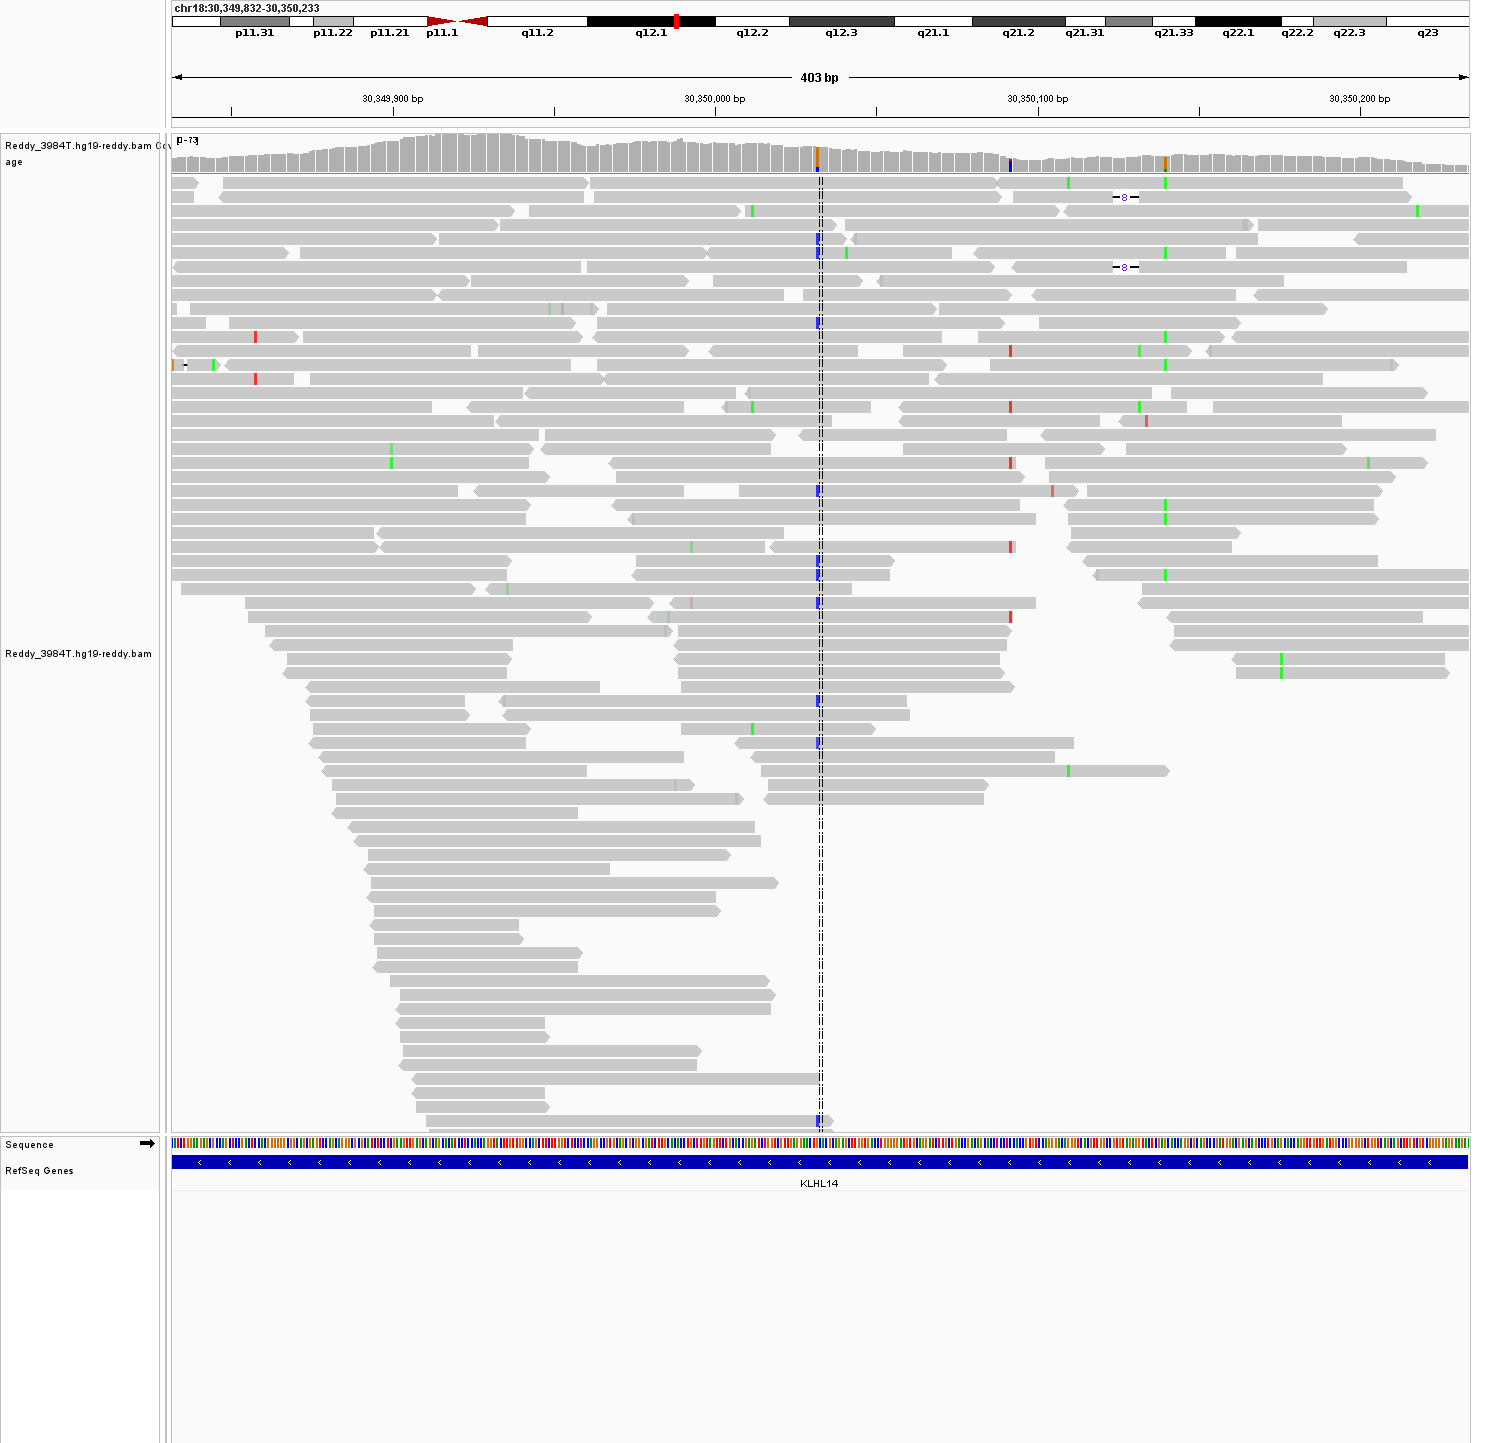 chr18:30,349,832-30,350,233
p11.31 p11.22 p11.21 p11.1 q11.2 q12.1 q12.2 q12.3 q21.1 q21.2 q21.31 q21.33 q22.1 q22.2 q22.3 q23
403 bp
30,349,900 bp 30,350,000 bp 30,350,100 bp 30,350,200 bp
[0-73]
Reddy_3984T.hg19-reddy.bam Cov
age
8
8
Reddy_3984T.hg19-reddy.bam
Sequence
RefSeq Genes
KLHL14